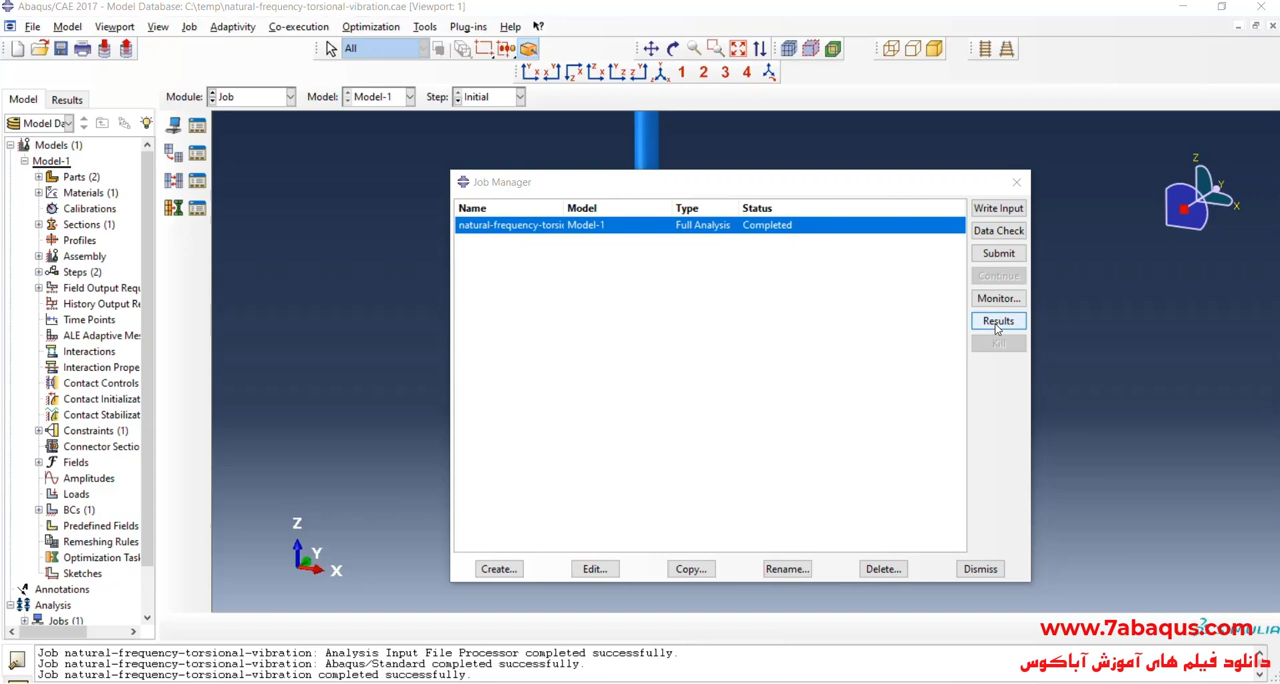 Abaqus/CAE 2017 - Model Database: C:\temp\natural-frequency-torsional-vibration.cae [Viewport: 1]
File Model Viewport View Job Adaptivity Co-execution Optimization Tools Plug-ins Help
All
1 2 3 4
Model Results Module: Job Model: Model-1 Step: Initial
Model Da
Models (1)
Model-1
Parts (2)
Materials (1)
Calibrations
Sections (1)
Profiles
Assembly
Steps (2)
Field Output Requ
History Output Re
Time Points
ALE Adaptive Mes
Interactions
Interaction Prope
Contact Controls
Contact Initializat
Contact Stabilizat
Constraints (1)
Connector Sectio
Fields
Amplitudes
Loads
BCs (1)
Predefined Fields
Remeshing Rules
Optimization Task
Sketches
Annotations
Analysis
Jobs (1)
Job Manager
Name Model Type Status
natural-frequency-torsi Model-1 Full Analysis Completed
Write Input
Data Check
Submit
Continue
Monitor...
Results
Kill
Create... Edit... Copy... Rename... Delete... Dismiss
Z
Y
X
Z
Y
X
www.7abaqus.com
دانلود فیلم های آموزش آباکوس
Job natural-frequency-torsional-vibration: Analysis Input File Processor completed successfully.
Job natural-frequency-torsional-vibration: Abaqus/Standard completed successfully.
Job natural-frequency-torsional-vibration completed successfully.